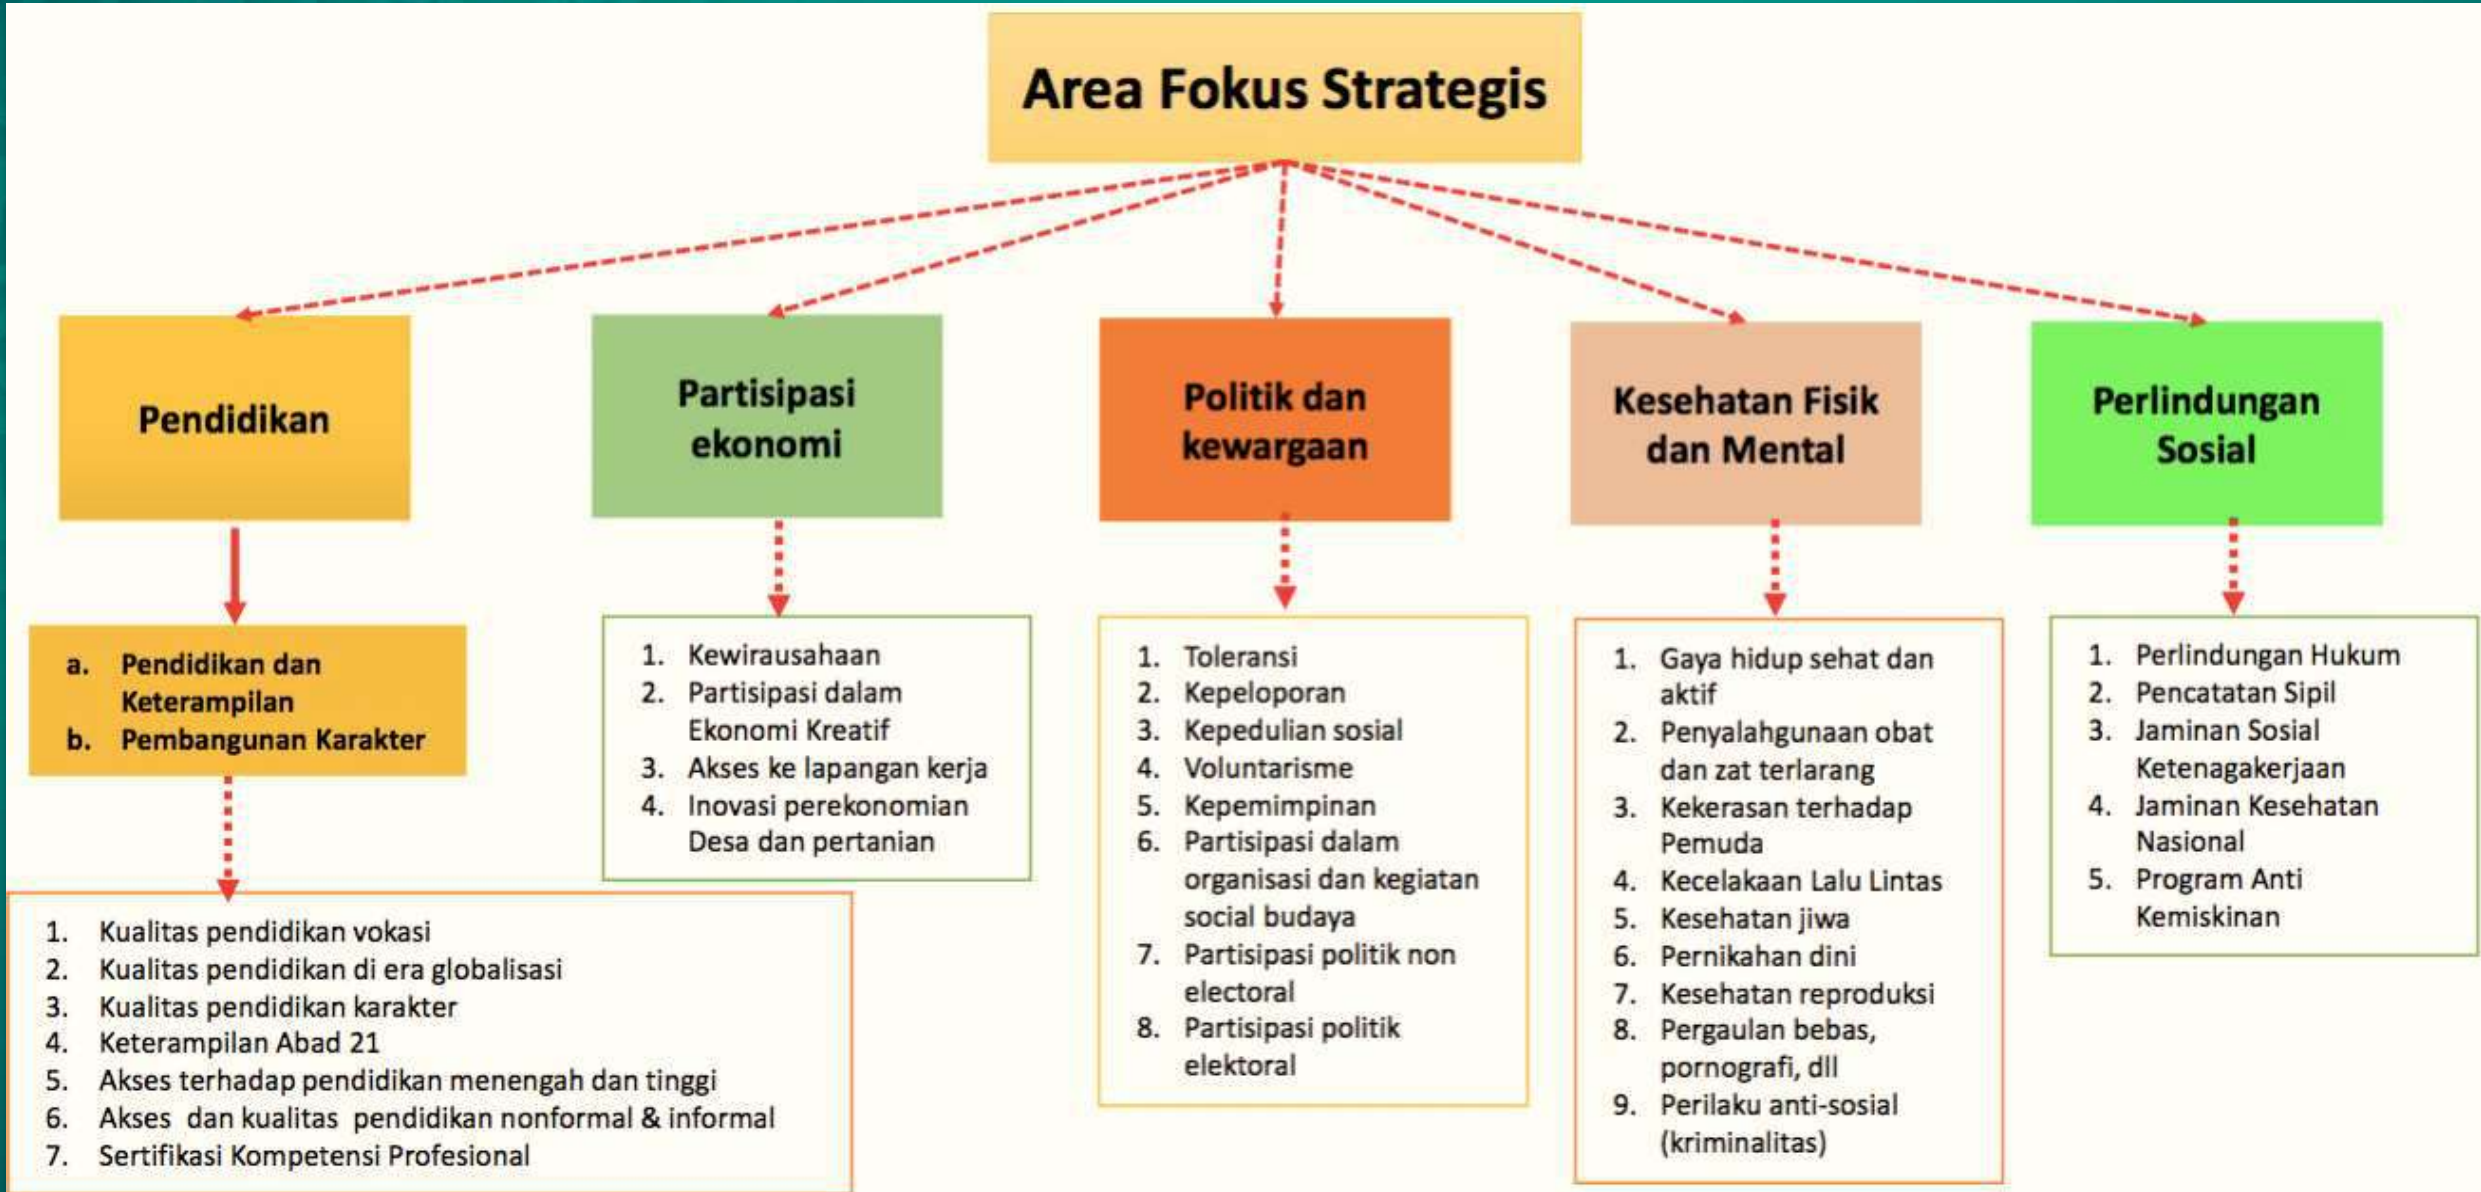 Area Fokus Strategis
Pendidikan
a. Pendidikan dan
Keterampilan
b. Pembangunan Karakter
1. Kualitas pendidikan vokasi
2. Kualitas pendidikan di era globalisasi
3. Kualitas pendidikan karakter
4. Keterampilan Abad 21
5. Akses terhadap pendidikan menengah dan tinggi
6. Akses dan kualitas pendidikan nonformal & informal
7. Sertifikasi Kompetensi Profesional
Partisipasi
ekonomi
1. Kewirausahaan
2. Partisipasi dalam
Ekonomi Kreatif
3. Akses ke lapangan kerja
4. Inovasi perekonomian
Desa dan pertanian
Politik dan
kewargaan
1. Toleransi
2. Kepeloporan
3. Kepedulian sosial
4. Voluntarisme
5. Kepemimpinan
6. Partisipasi dalam
organisasi dan kegiatan
social budaya
7. Partisipasi politik non
electoral
8. Partisipasi politik
elektoral
Kesehatan Fisik
dan Mental
1. Gaya hidup sehat dan
aktif
2. Penyalahgunaan obat
dan zat terlarang
3. Kekerasan terhadap
Pemuda
4. Kecelakaan Lalu Lintas
5. Kesehatan jiwa
6. Pernikahan dini
7. Kesehatan reproduksi
8. Pergaulan bebas,
pornografi, dll
9. Perilaku anti-sosial
(kriminalitas)
Perlindungan
Sosial
1. Perlindungan Hukum
2. Pencatatan Sipil
3. Jaminan Sosial
Ketenagakerjaan
4. Jaminan Kesehatan
Nasional
5. Program Anti
Kemiskinan